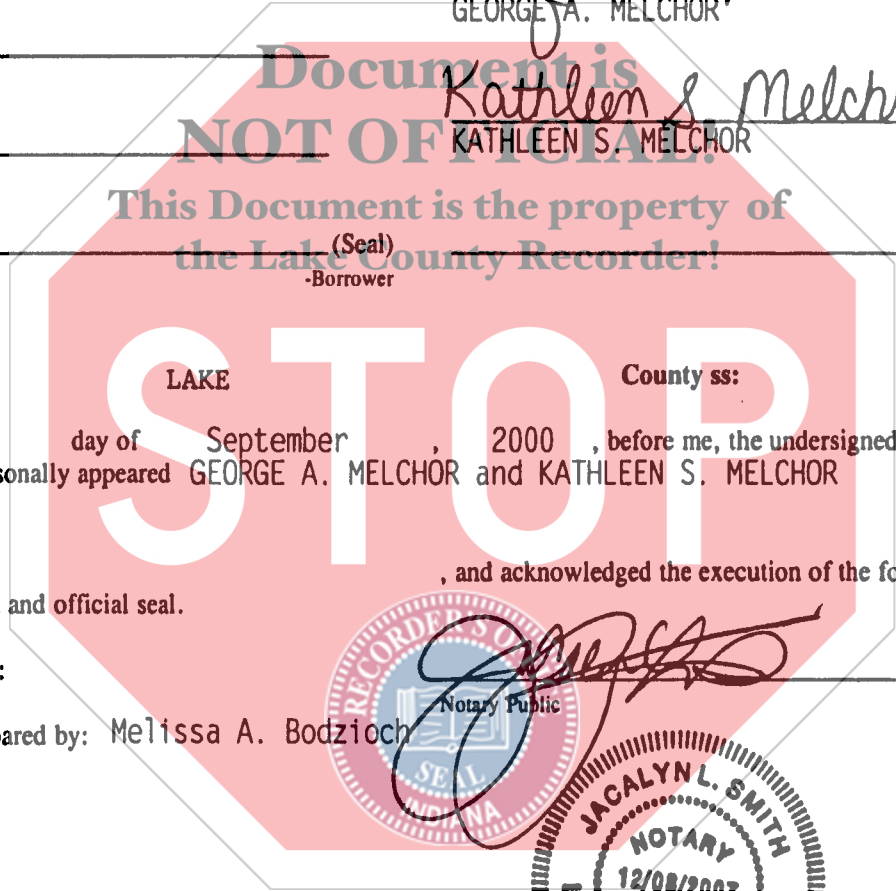 GEORGE A. MELCHOR
Document is
Kathleen S Melch
NOT OFFICIAL!
KATHLEEN S. MELCHOR
This Document is the property of
(Seal)
the Lake County Recorder!
-Borrower
STOP
LAKE County ss:
day of September , 2000 , before me, the undersigned
sonally appeared GEORGE A. MELCHOR and KATHLEEN S. MELCHOR
, and acknowledged the execution of the fo
and official seal.
:
RECORDER'S OF
SEAL
INDIANA
Notary Public
ared by: Melissa A. Bodzioch
JACALYN L. SMITH
NOTARY